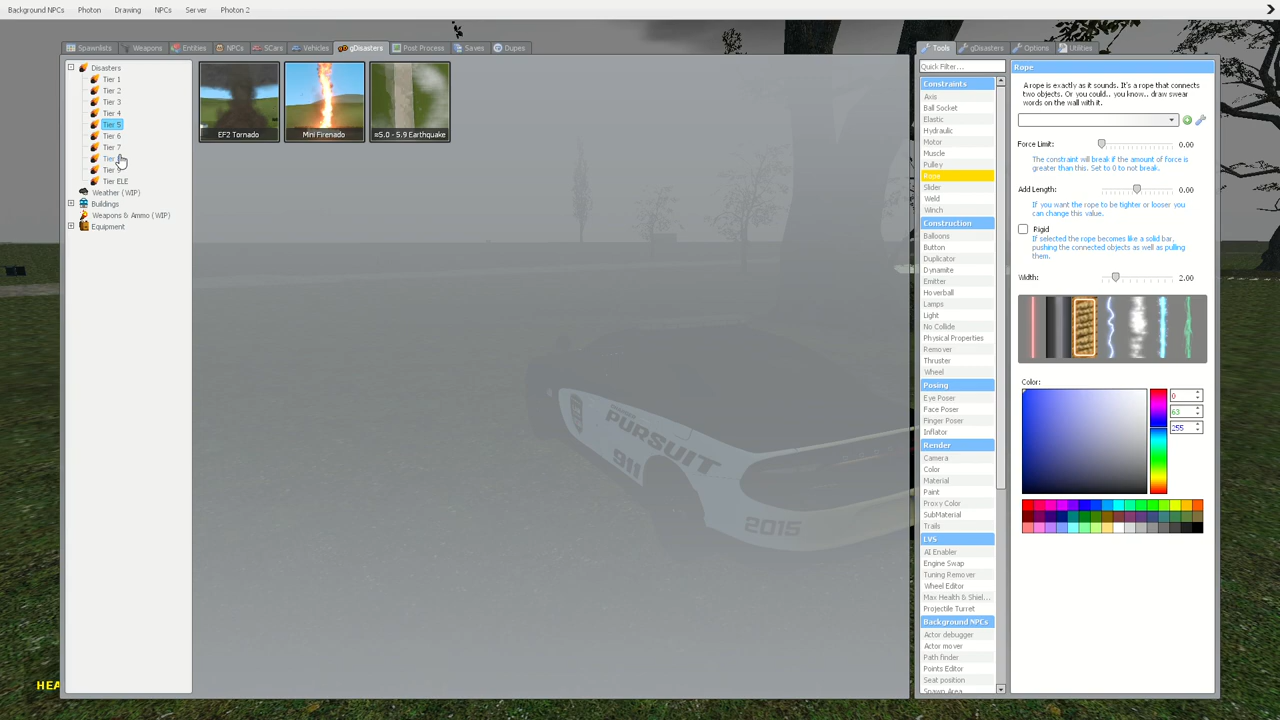 Background NPCs Photon Drawing NPCs Server Photon 2
Spawnlists Weapons Entities NPCs SCars Vehicles gDisasters Post Process Saves Dupes
Disasters
Tier 1
Tier 2
Tier 3
Tier 4
Tier 5
Tier 6
Tier 7
Tier
Tier 9
Tier ELE
Weather (WIP)
Buildings
Weapons & Ammo (WIP)
Equipment
EF2 Tornado
Mini Firenado
≈5.0 - 5.9 Earthquake
PURSUIT
911
2015
HEA
Tools gDisasters Options Utilities
Quick Filter...
Constraints
Axis
Ball Socket
Elastic
Hydraulic
Motor
Muscle
Pulley
Rope
Slider
Weld
Winch
Construction
Balloons
Button
Duplicator
Dynamite
Emitter
Hoverball
Lamps
Light
No Collide
Physical Properties
Remover
Thruster
Wheel
Posing
Eye Poser
Face Poser
Finger Poser
Inflator
Render
Camera
Color
Material
Paint
Proxy Color
SubMaterial
Trails
LVS
AI Enabler
Engine Swap
Tuning Remover
Wheel Editor
Max Health & Shiel...
Projectile Turret
Background NPCs
Actor debugger
Actor mover
Path finder
Points Editor
Seat position
Spawn Area
Rope
A rope is exactly as it sounds. It's a rope that connects
two objects. Or you could.. you know.. draw swear
words on the wall with it.
Force Limit: 0.00
The constraint will break if the amount of force is
greater than this. Set to 0 to not break.
Add Length: 0.00
If you want the rope to be tighter or looser you
can change this value.
Rigid
If selected the rope becomes like a solid bar,
pushing the connected objects as well as pulling
them.
Width: 2.00
Color:
0
63
255